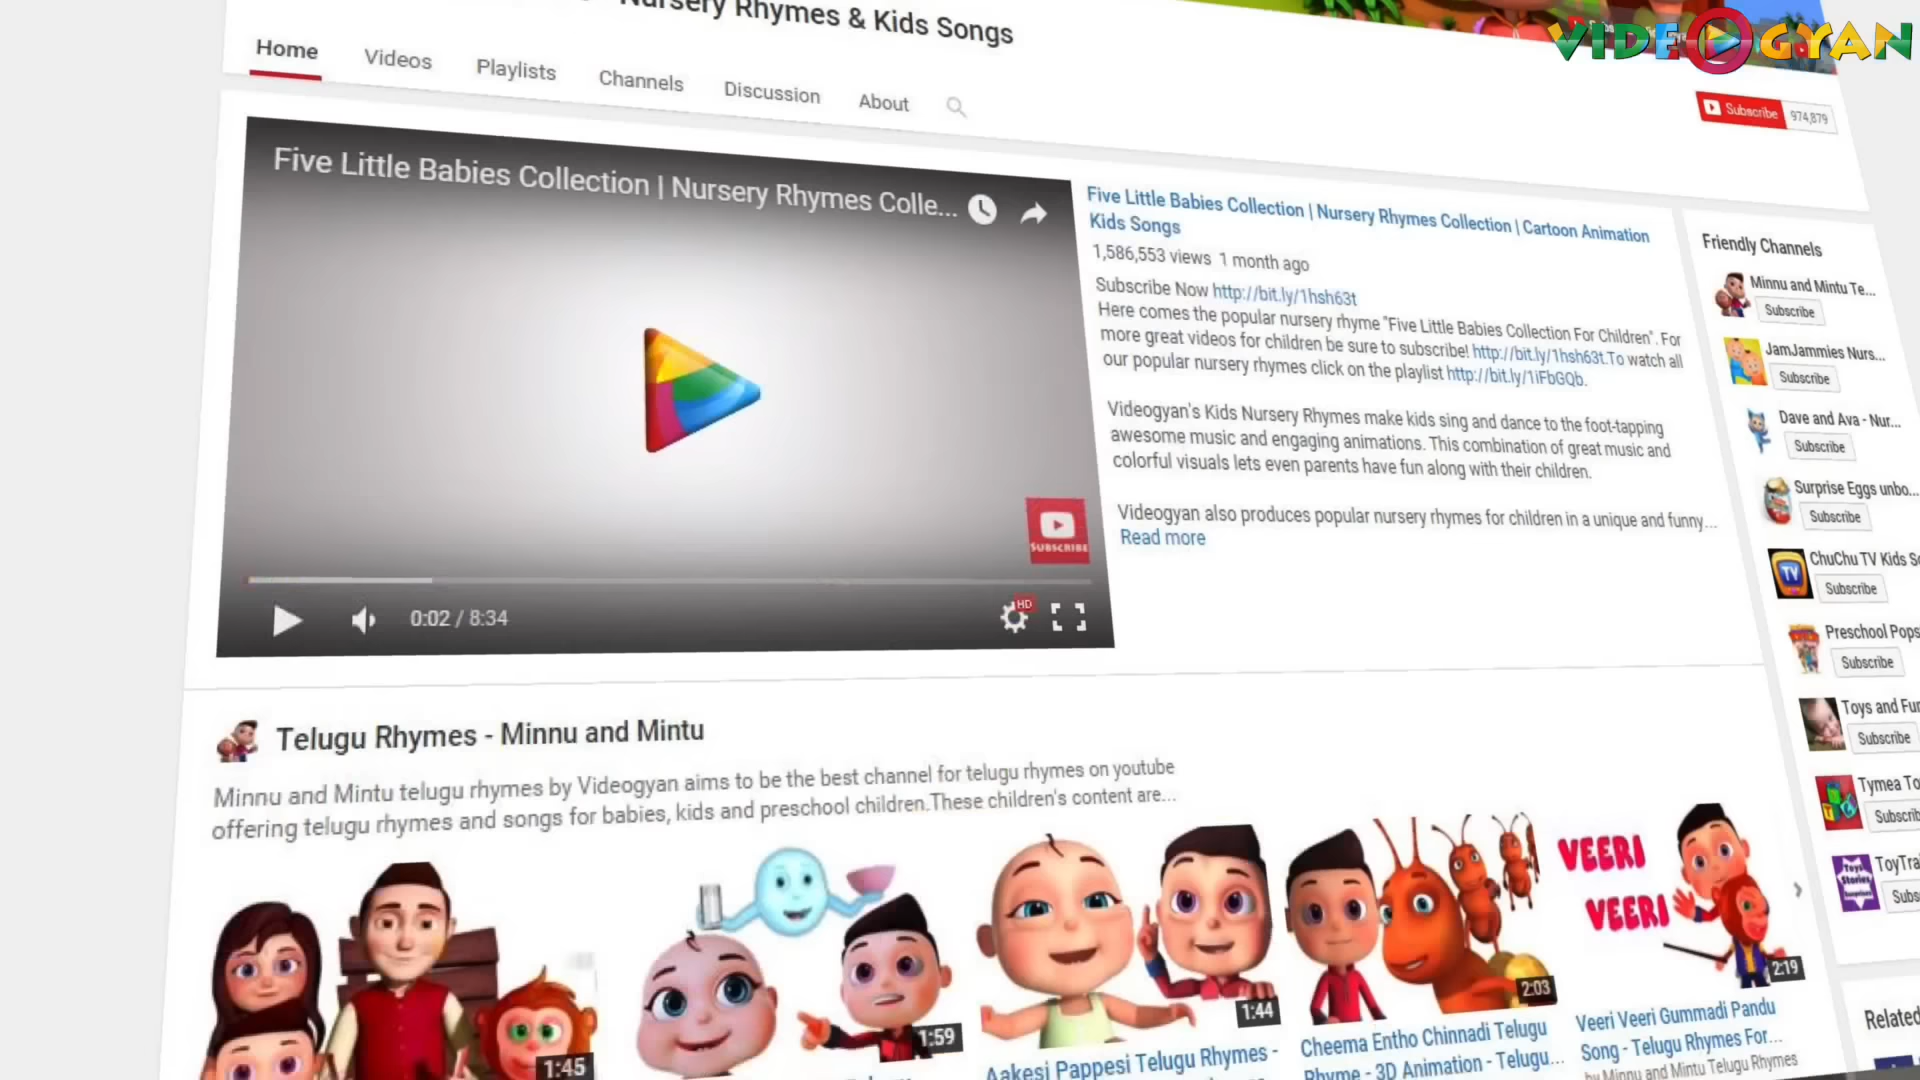 Nursery Rhymes & Kids Songs
VIDEOGYAN
Home Videos Playlists Channels Discussion About
Subscribe 974,879
Five Little Babies Collection | Nursery Rhymes Colle...
Five Little Babies Collection | Nursery Rhymes Collection | Cartoon Animation
Kids Songs
1,586,553 views 1 month ago
Subscribe Now http://bit.ly/1hsh63t
Here comes the popular nursery rhyme "Five Little Babies Collection For Children". For
more great videos for children be sure to subscribe! http://bit.ly/1hsh63t.To watch all
our popular nursery rhymes click on the playlist http://bit.ly/1iFbGQb.
Videogyan's Kids Nursery Rhymes make kids sing and dance to the foot-tapping
awesome music and engaging animations. This combination of great music and
colorful visuals lets even parents have fun along with their children.
Videogyan also produces popular nursery rhymes for children in a unique and funny...
Read more
SUBSCRIBE
0:02 / 8:34
HD
Friendly Channels
Minnu and Mintu Te...
Subscribe
JamJammies Nurs...
Subscribe
Dave and Ava - Nur...
Subscribe
Surprise Eggs unbo...
Subscribe
TV
ChuChu TV Kids So
Subscribe
Preschool Pops
Subscribe
Toys and Fun
Subscribe
Tymea To
Subscrib
Toys
Stories
ToyTra
Subs
Related
Telugu Rhymes - Minnu and Mintu
Minnu and Mintu telugu rhymes by Videogyan aims to be the best channel for telugu rhymes on youtube
offering telugu rhymes and songs for babies, kids and preschool children.These children's content are...
VEERI
VEERI
1:45
1:59
1:44
2:03
2:19
Aakesi Pappesi Telugu Rhymes -
Cheema Entho Chinnadi Telugu
Rhyme - 3D Animation - Telugu...
Veeri Veeri Gummadi Pandu
Song - Telugu Rhymes For...
by Minnu and Mintu Telugu Rhymes